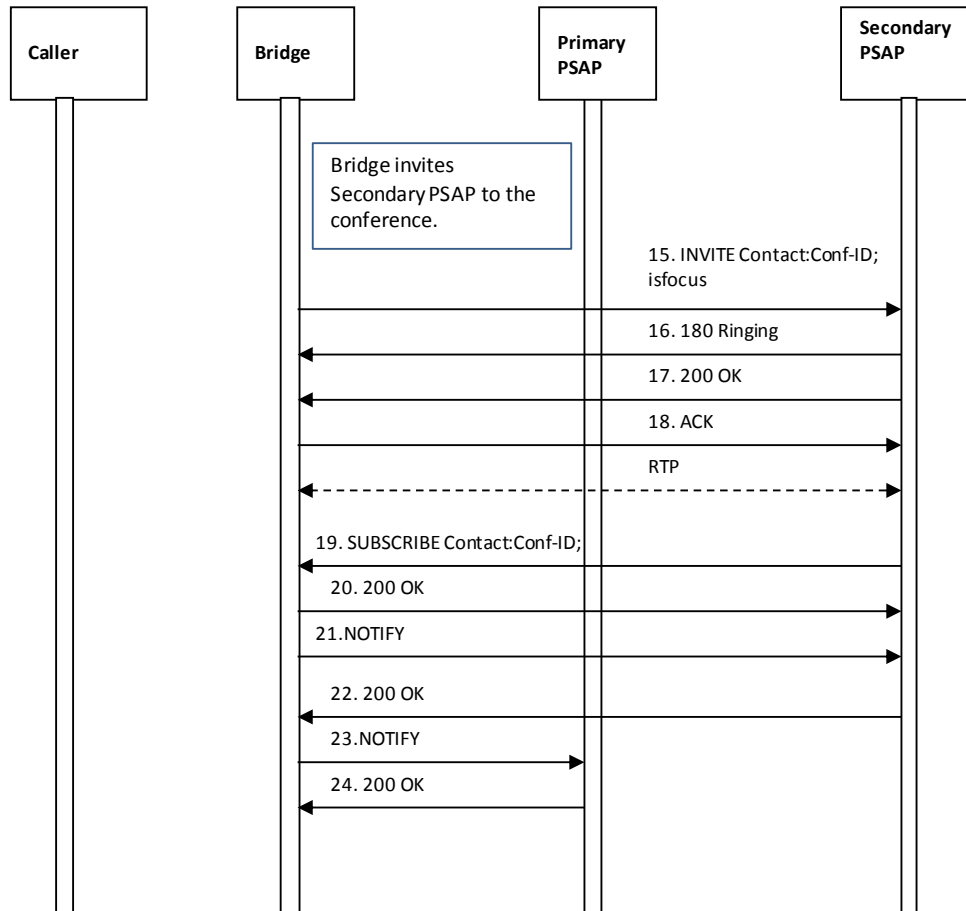 Caller
Bridge
Primary
PSAP
Secondary
PSAP
Bridge invites
Secondary PSAP to the
conference.
15. INVITE Contact:Conf-ID;
isfocus
16. 180 Ringing
17. 200 OK
18. ACK
RTP
19. SUBSCRIBE Contact:Conf-ID;
20. 200 OK
21.NOTIFY
22. 200 OK
23.NOTIFY
24. 200 OK